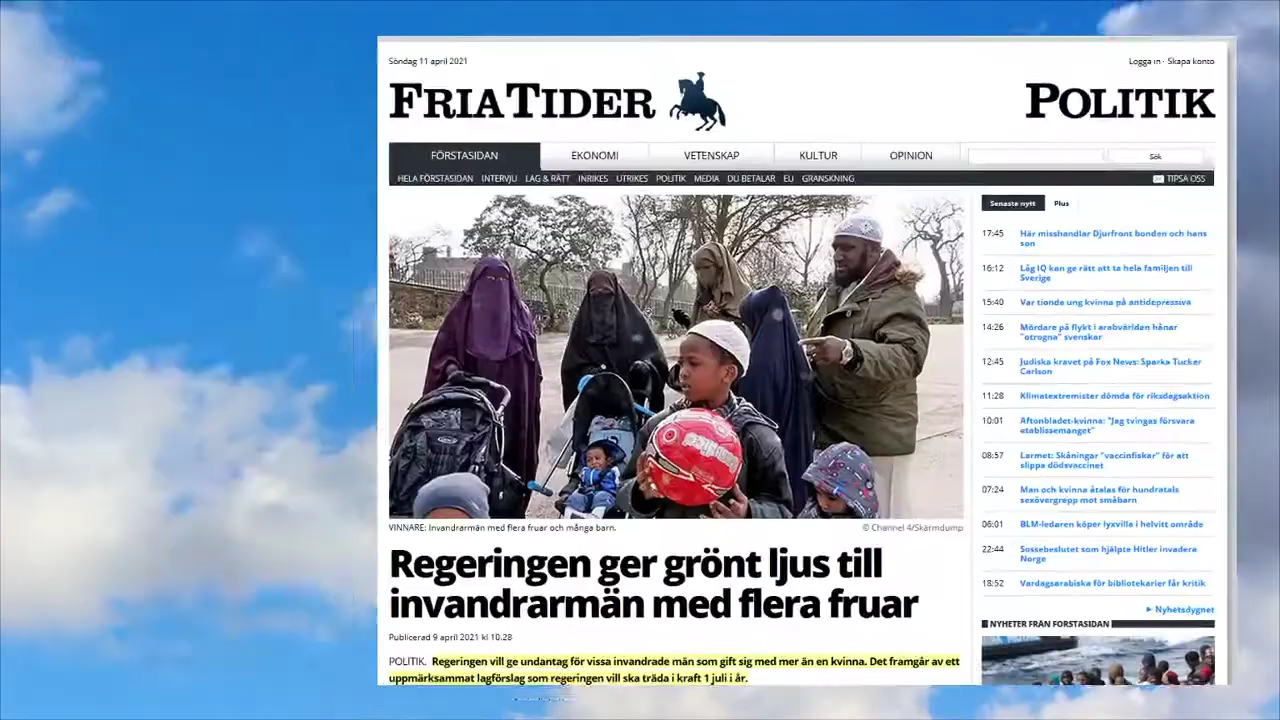 Söndag 11 april 2021
Logga in · Skapa konto
FRIA TIDER
POLITIK
FÖRSTASIDAN EKONOMI VETENSKAP KULTUR OPINION Sök
HELA FÖRSTASIDAN INTERVJU LAG & RÄTT INRIKES UTRIKES POLITIK MEDIA DU BETALAR EU GRANSKNING TIPSA OSS
Senaste nytt Plus
17:45 Här misshandlar Djurfront bonden och hans
son
16:12 Låg IQ kan ge rätt att ta hela familjen till
Sverige
15:40 Var tionde ung kvinna på antidepressiva
14:26 Mördare på flykt i arabvärlden hånar
"otrogna" svenskar
12:45 Judiska kravet på Fox News: Sparka Tucker
Carlson
11:28 Klimatextremister dömda för riksdagsaktion
10:01 Aftonbladet-kvinna: "Jag tvingas försvara
etablissemanget"
08:57 Larmet: Skåningar "vaccinfiskar" för att
slippa dödsvaccinet
07:24 Man och kvinna åtalas för hundratals
sexövergrepp mot småbarn
06:01 BLM-ledaren köper lyxvilla i helvitt område
22:44 Sossebeslutet som hjälpte Hitler invadera
Norge
18:52 Vardagsarabiska för bibliotekarier får kritik
► Nyhetsdygnet
NYHETER FRÅN FÖRSTASIDAN
VINNARE: Invandrarmän med flera fruar och många barn.
© Channel 4/Skärmdump
Regeringen ger grönt ljus till
invandrarmän med flera fruar
Publicerad 9 april 2021 kl 10.28
POLITIK. Regeringen vill ge undantag för vissa invandrade män som gift sig med mer än en kvinna. Det framgår av ett
uppmärksammat lagförslag som regeringen vill ska träda i kraft 1 juli i år.